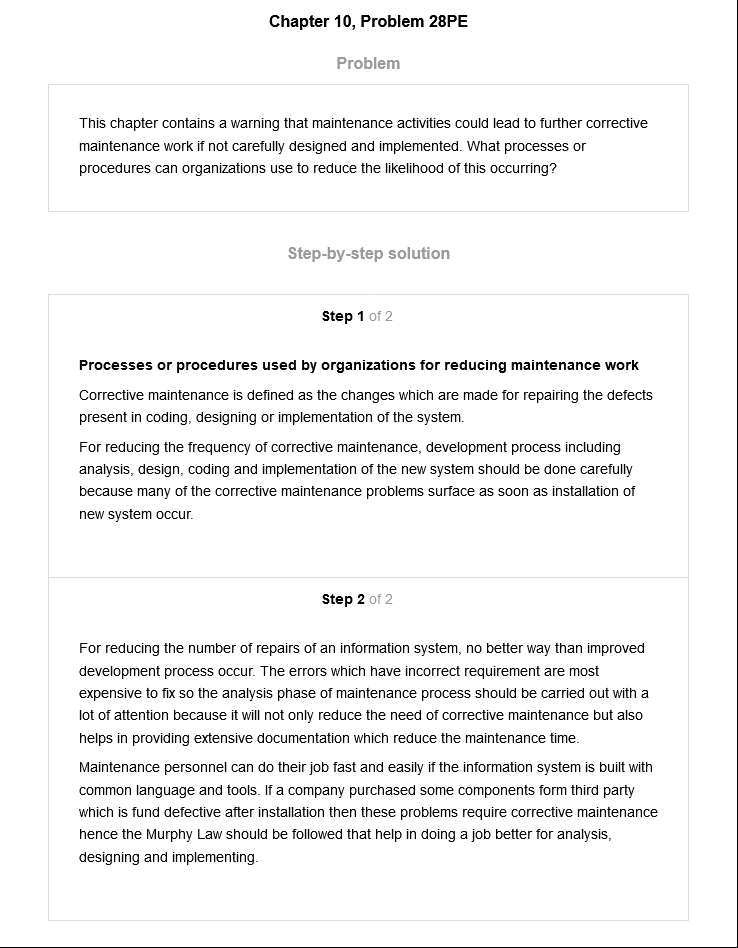 Chapter 10, Problem 28PE
Problem
This chapter contains a warning that maintenance activities could lead to further corrective
maintenance work if not carefully designed and implemented. What processes or
procedures can organizations use to reduce the likelihood of this occurring?
Step-by-step solution
Step 1 of 2
Processes or procedures used by organizations for reducing maintenance work
Corrective maintenance is defined as the changes which are made for repairing the defects
present in coding, designing or implementation of the system.
For reducing the frequency of corrective maintenance, development process including
analysis, design, coding and implementation of the new system should be done carefully
because many of the corrective maintenance problems surface as soon as installation of
new system occur.
Step 2 of 2
For reducing the number of repairs of an information system, no better way than improved
development process occur. The errors which have incorrect requirement are most
expensive to fix so the analysis phase of maintenance process should be carried out with a
lot of attention because it will not only reduce the need of corrective maintenance but also
helps in providing extensive documentation which reduce the maintenance time.
Maintenance personnel can do their job fast and easily if the information system is built with
common language and tools. If a company purchased some components form third party
which is fund defective after installation then these problems require corrective maintenance
hence the Murphy Law should be followed that help in doing a job better for analysis,
designing and implementing.